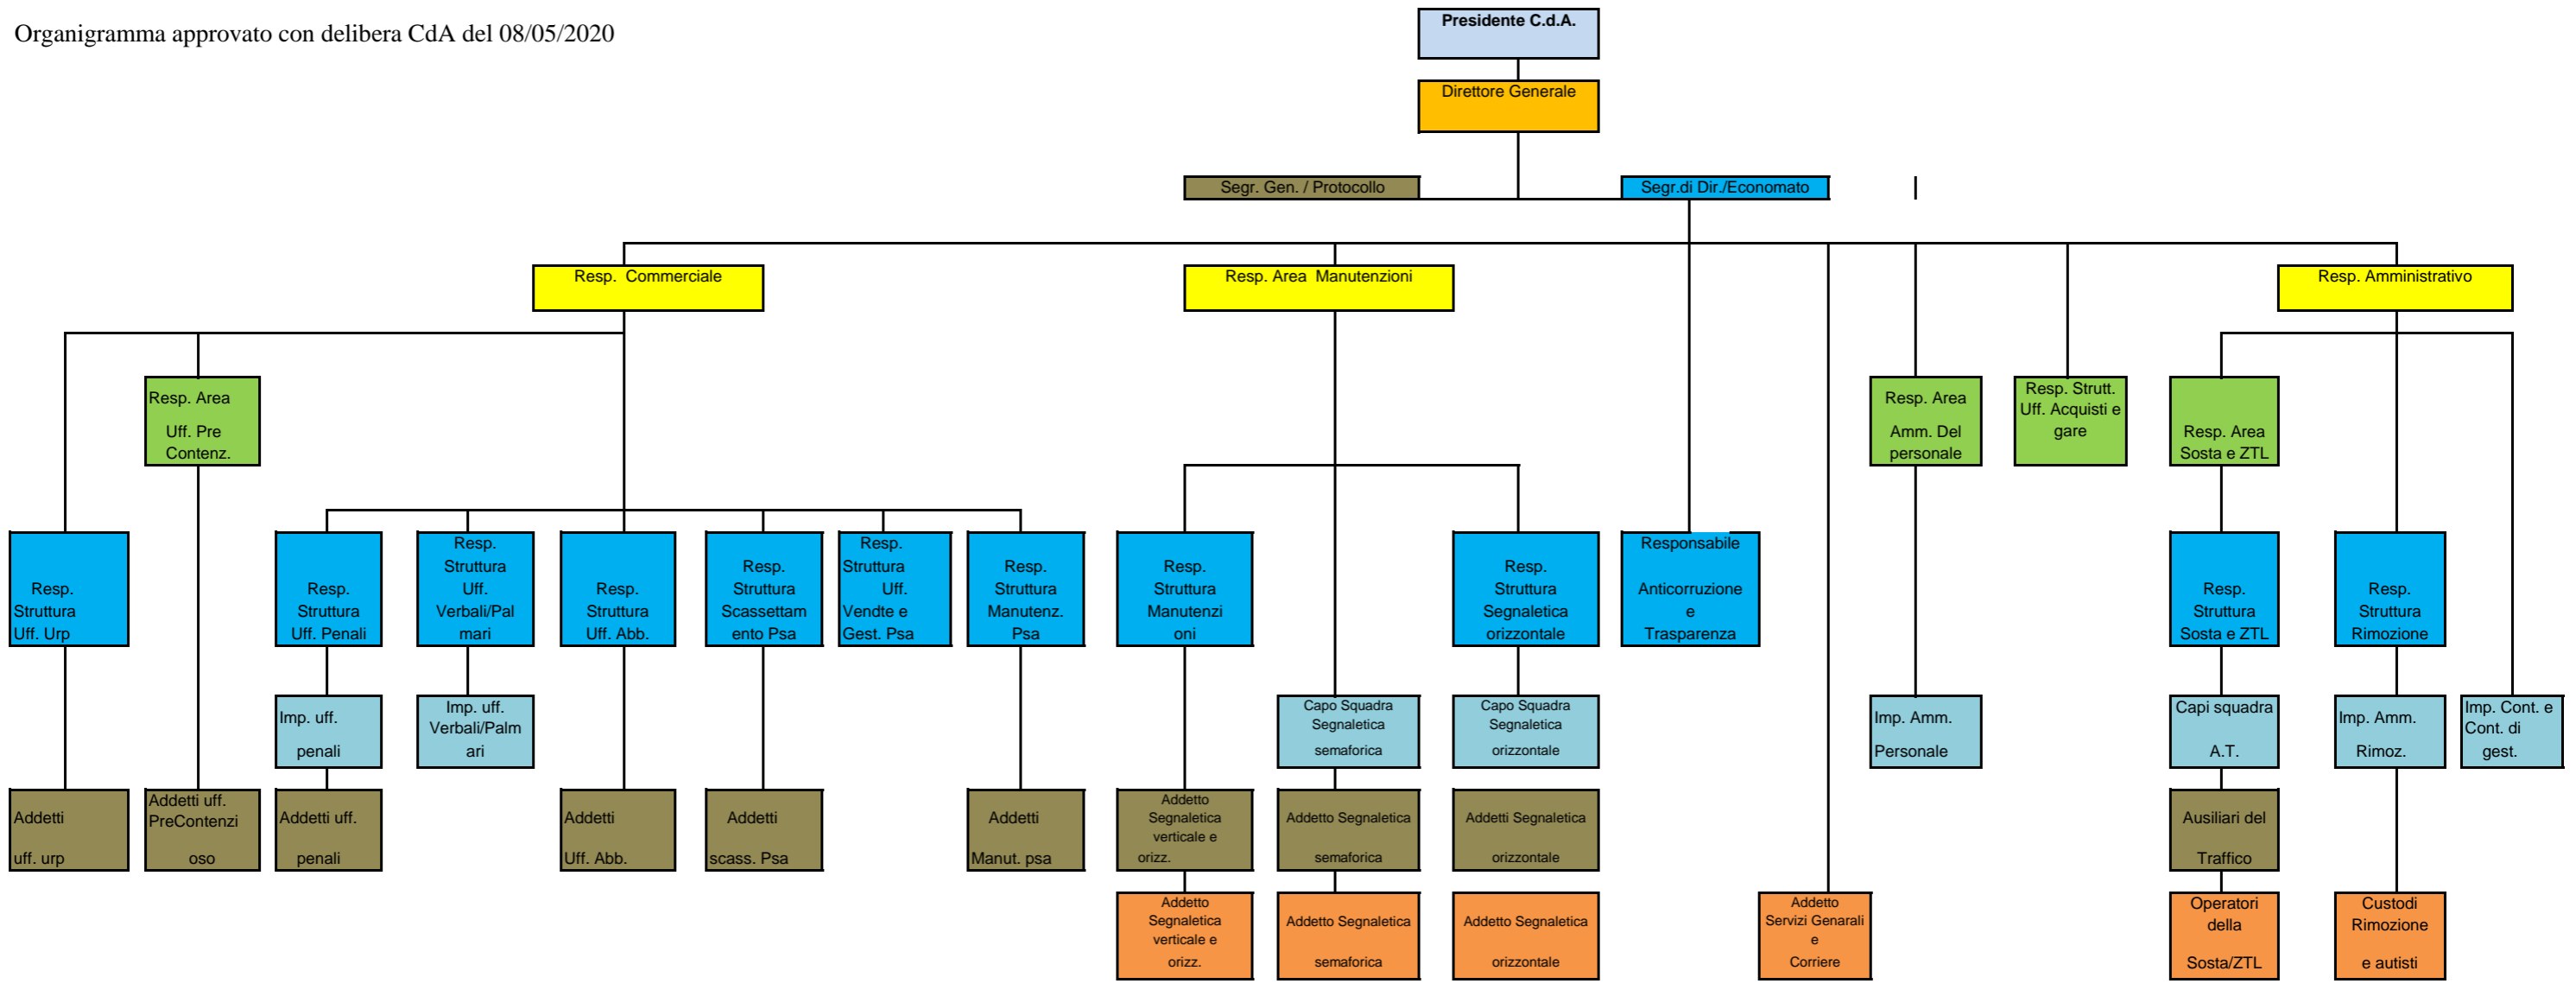 Organigramma approvato con delibera CdA del 08/05/2020
Presidente C.d.A.
Direttore Generale
Segr. Gen. / Protocollo
Segr.di Dir./Economato
Resp. Commerciale
Resp. Area Manutenzioni
Resp. Amministrativo
Resp. Area
Uff. Pre
Contenz.
Resp. Area
Amm. Del
personale
Resp. Strutt.
Uff. Acquisti e
gare
Resp. Area
Sosta e ZTL
Resp.
Struttura
Uff. Urp
Resp.
Struttura
Uff. Penali
Resp.
Struttura
Uff.
Verbali/Pal
mari
Resp.
Struttura
Uff. Abb.
Resp.
Struttura
Scassettam
ento Psa
Resp.
Struttura
Uff.
Vendte e
Gest. Psa
Resp.
Struttura
Manutenz.
Psa
Resp.
Struttura
Manutenzi
oni
Resp.
Struttura
Segnaletica
orizzontale
Responsabile
Anticorruzione
e
Trasparenza
Resp.
Struttura
Sosta e ZTL
Resp.
Struttura
Rimozione
Imp. uff.
penali
Imp. uff.
Verbali/Palm
ari
Capo Squadra
Segnaletica
semaforica
Capo Squadra
Segnaletica
orizzontale
Imp. Amm.
Personale
Capi squadra
A.T.
Imp. Amm.
Rimoz.
Imp. Cont. e
Cont. di
gest.
Addetti
uff. urp
Addetti uff.
PreContenzi
oso
Addetti uff.
penali
Addetti
Uff. Abb.
Addetti
scass. Psa
Addetti
Manut. psa
Addetto
Segnaletica
verticale e
orizz.
Addetto Segnaletica
semaforica
Addetti Segnaletica
orizzontale
Ausiliari del
Traffico
Addetto
Segnaletica
verticale e
orizz.
Addetto Segnaletica
semaforica
Addetto Segnaletica
orizzontale
Addetto
Servizi Genarali
e
Corriere
Operatori
della
Sosta/ZTL
Custodi
Rimozione
e autisti